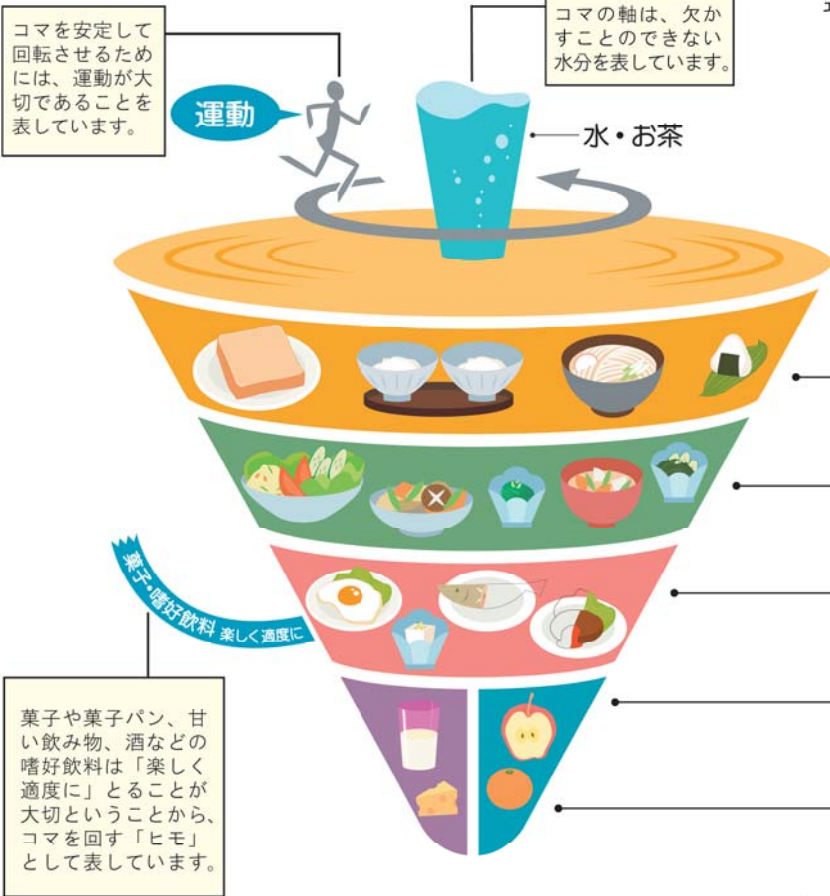 コマを安定して
回転させるため
には、運動が大
切であることを
表しています。
運動
コマの軸は、欠か
すことのできない
水分を表しています。
水・お茶
菓子・嗜好飲料 楽しく適度に
菓子や菓子パン、甘
い飲み物、酒などの
嗜好飲料は「楽しく
適度に」とることが
大切ということから、
コマを回す「ヒモ」
として表しています。